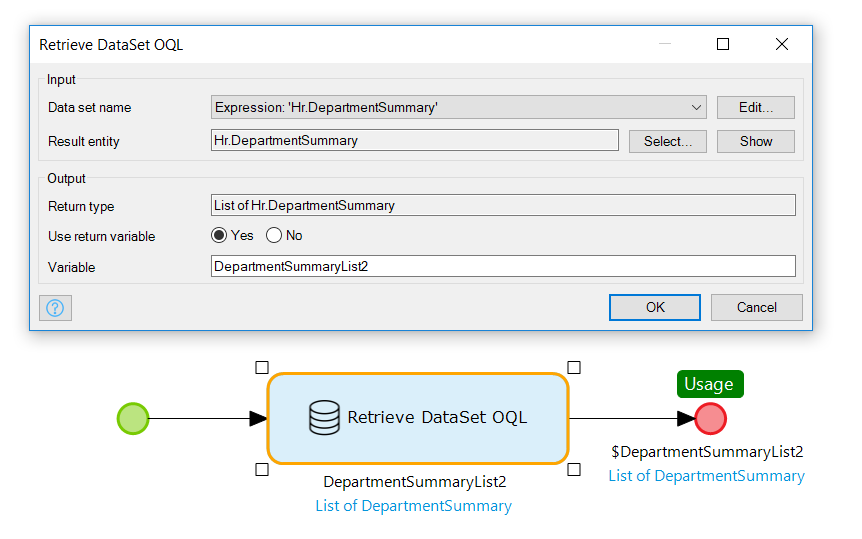 Retrieve DataSet OQL
Input
Data set name Expression: 'Hr.DepartmentSummary' Edit...
Result entity Hr.DepartmentSummary Select... Show
Output
Return type List of Hr.DepartmentSummary
Use return variable Yes No
Variable DepartmentSummaryList2
? OK Cancel
Usage
Retrieve DataSet OQL
$DepartmentSummaryList2
DepartmentSummaryList2
List of DepartmentSummary
List of DepartmentSummary